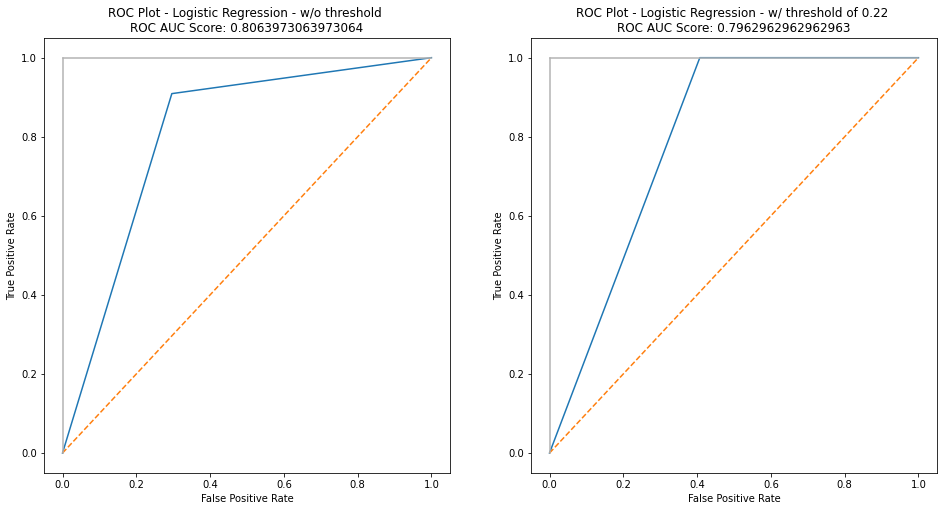 ROC Plot - Logistic Regression - w/o threshold
ROC AUC Score: 0.8063973063973064
1.0
0.8
0.6
0.4
0.2
0.0
True Positive Rate
0.0 0.2 0.4 0.6 0.8 1.0
False Positive Rate
ROC Plot - Logistic Regression - w/ threshold of 0.22
ROC AUC Score: 0.7962962962962963
1.0
0.8
0.6
0.4
0.2
0.0
True Positive Rate
0.0 0.2 0.4 0.6 0.8 1.0
False Positive Rate